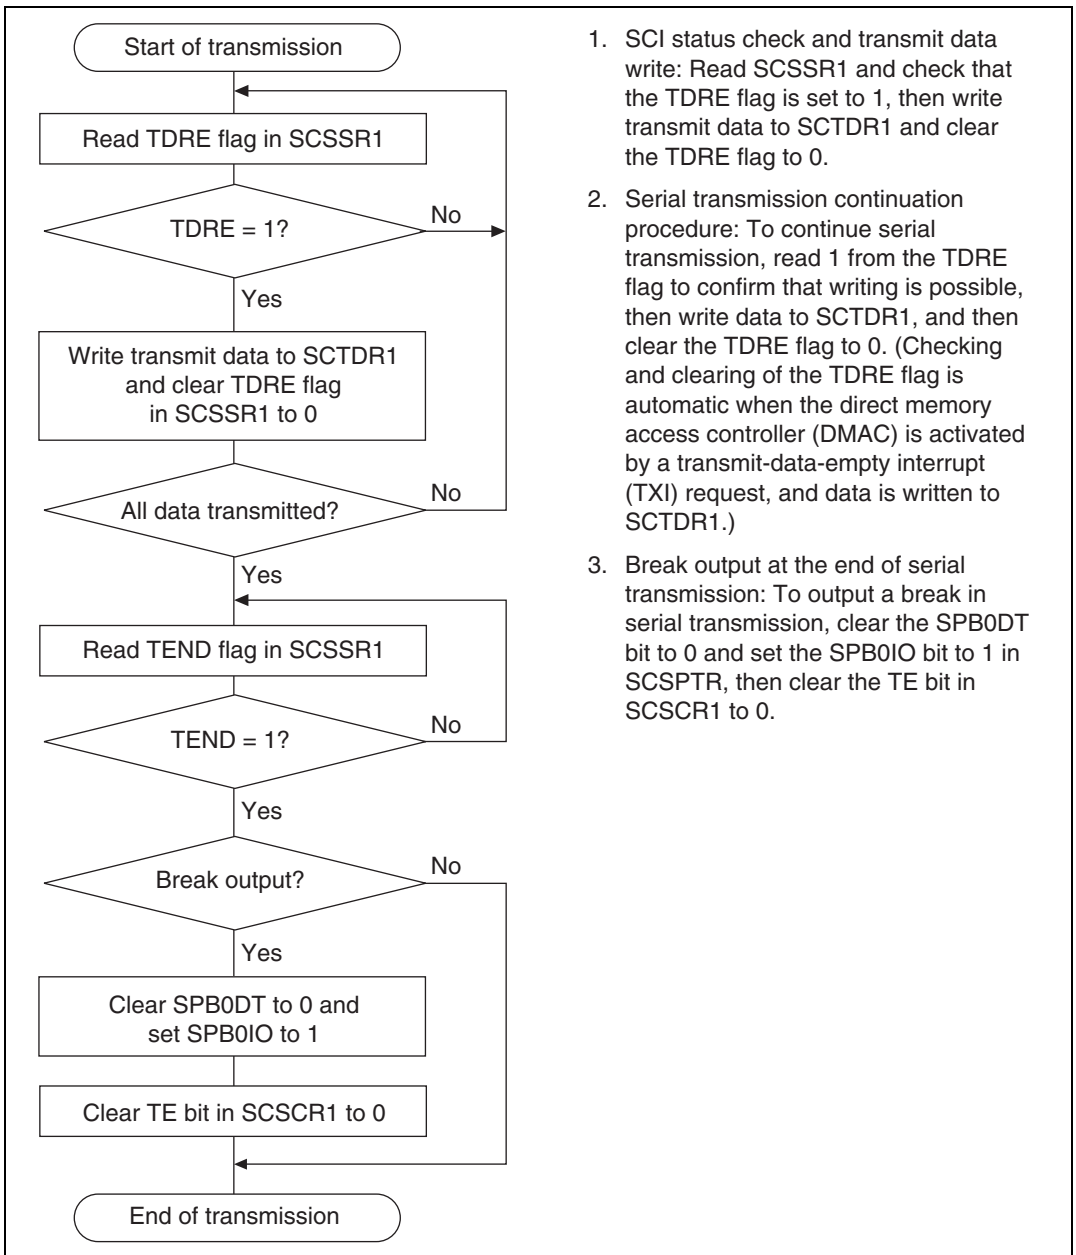 Start of transmission
Read TDRE flag in SCSSR1
TDRE = 1?
No
Yes
Write transmit data to SCTDR1
and clear TDRE flag
in SCSSR1 to 0
All data transmitted?
No
Yes
Read TEND flag in SCSSR1
TEND = 1?
No
Yes
Break output?
No
Yes
Clear SPB0DT to 0 and
set SPB0IO to 1
Clear TE bit in SCSCR1 to 0
End of transmission
1. SCI status check and transmit data
write: Read SCSSR1 and check that
the TDRE flag is set to 1, then write
transmit data to SCTDR1 and clear
the TDRE flag to 0.
2. Serial transmission continuation
procedure: To continue serial
transmission, read 1 from the TDRE
flag to confirm that writing is possible,
then write data to SCTDR1, and then
clear the TDRE flag to 0. (Checking
and clearing of the TDRE flag is
automatic when the direct memory
access controller (DMAC) is activated
by a transmit-data-empty interrupt
(TXI) request, and data is written to
SCTDR1.)
3. Break output at the end of serial
transmission: To output a break in
serial transmission, clear the SPB0DT
bit to 0 and set the SPB0IO bit to 1 in
SCSPTR, then clear the TE bit in
SCSCR1 to 0.